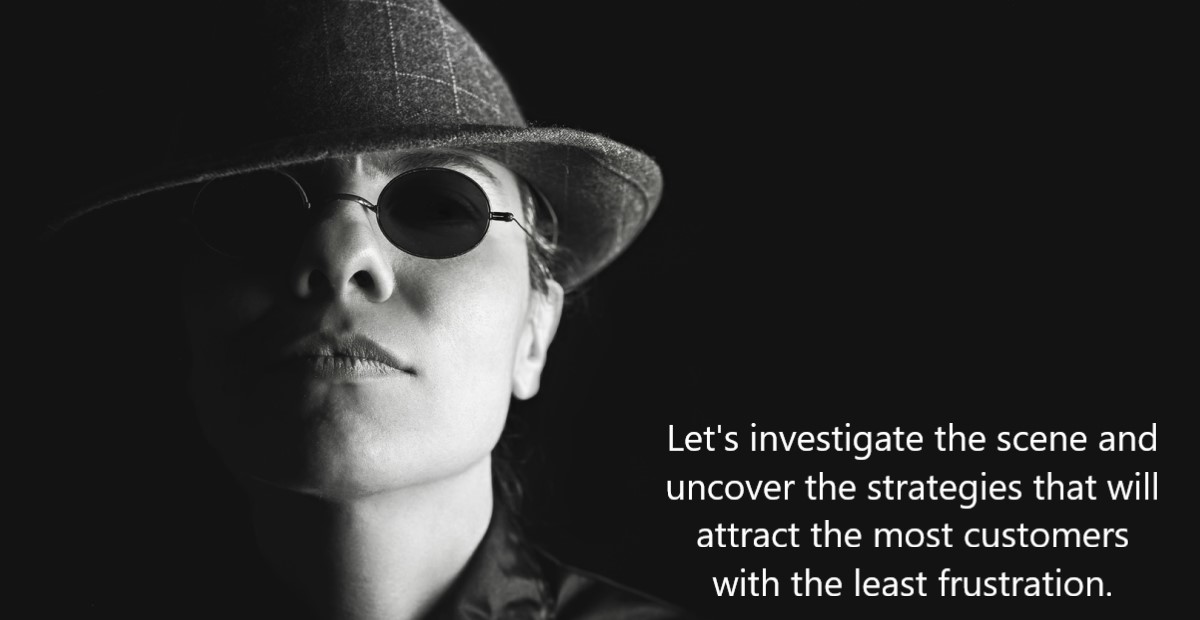 Let's investigate the scene and
uncover the strategies that will
attract the most customers
with the least frustration.